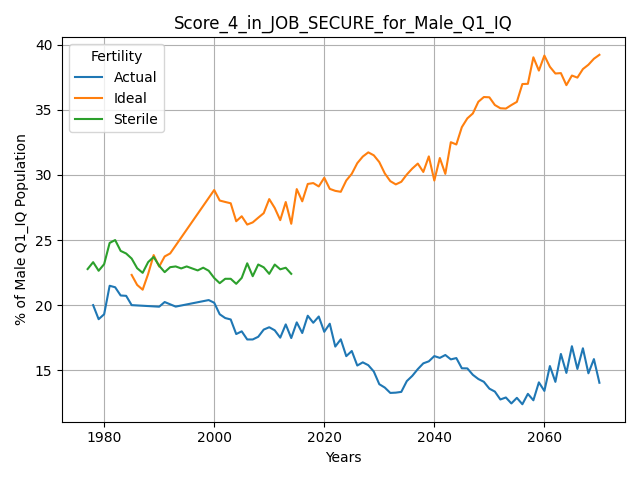 Score_4_in_JOB_SECURE_for_Male_Q1_IQ
Fertility
Actual
Ideal
Sterile
40
35
30
25
20
15
% of Male Q1_IQ Population
1980
2000
2020
2040
2060
Years